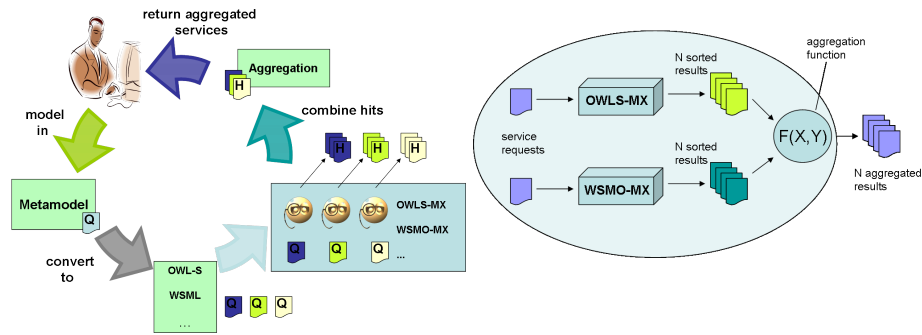 return aggregated
services
Aggregation
H
combine hits
model
in
H H H
Metamodel
Q
OWLS-MX
WSMO-MX
Q Q Q
...
convert
to
OWL-S
WSML
...
Q Q Q
aggregation
function
N sorted
results
OWLS-MX
service
requests
F(X,Y)
N sorted
results
WSMO-MX
N aggregated
results